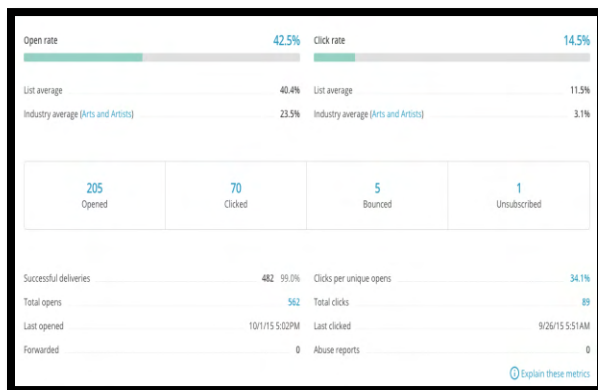 Open rate 42.5% Click rate 14.5%
List average 40.4% List average 11.5%
Industry average (Arts and Artists) 23.5% Industry average (Arts and Artists) 3.1%
205 70 5 1
Opened Clicked Bounced Unsubscribed
Successful deliveries 482 99.0% Clicks per unique opens 34.1%
Total opens 562 Total clicks 89
Last opened 10/1/15 5:02PM Last clicked 9/26/15 5:51AM
Forwarded 0 Abuse reports 0
Explain these metrics